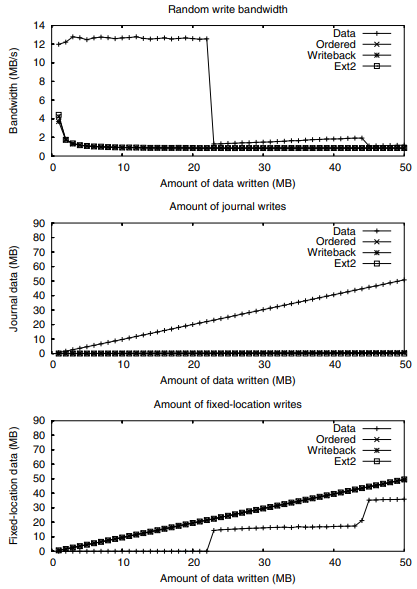 Random write bandwidth
14
12
10
8
6
4
2
0
Bandwidth (MB/s)
Data
Ordered
Writeback
Ext2
0 10 20 30 40 50
Amount of data written (MB)
Amount of journal writes
90
80
70
60
50
40
30
20
10
0
Journal data (MB)
Data
Ordered
Writeback
Ext2
0 10 20 30 40 50
Amount of data written (MB)
Amount of fixed-location writes
90
80
70
60
50
40
30
20
10
0
Fixed-location data (MB)
Data
Ordered
Writeback
Ext2
0 10 20 30 40 50
Amount of data written (MB)